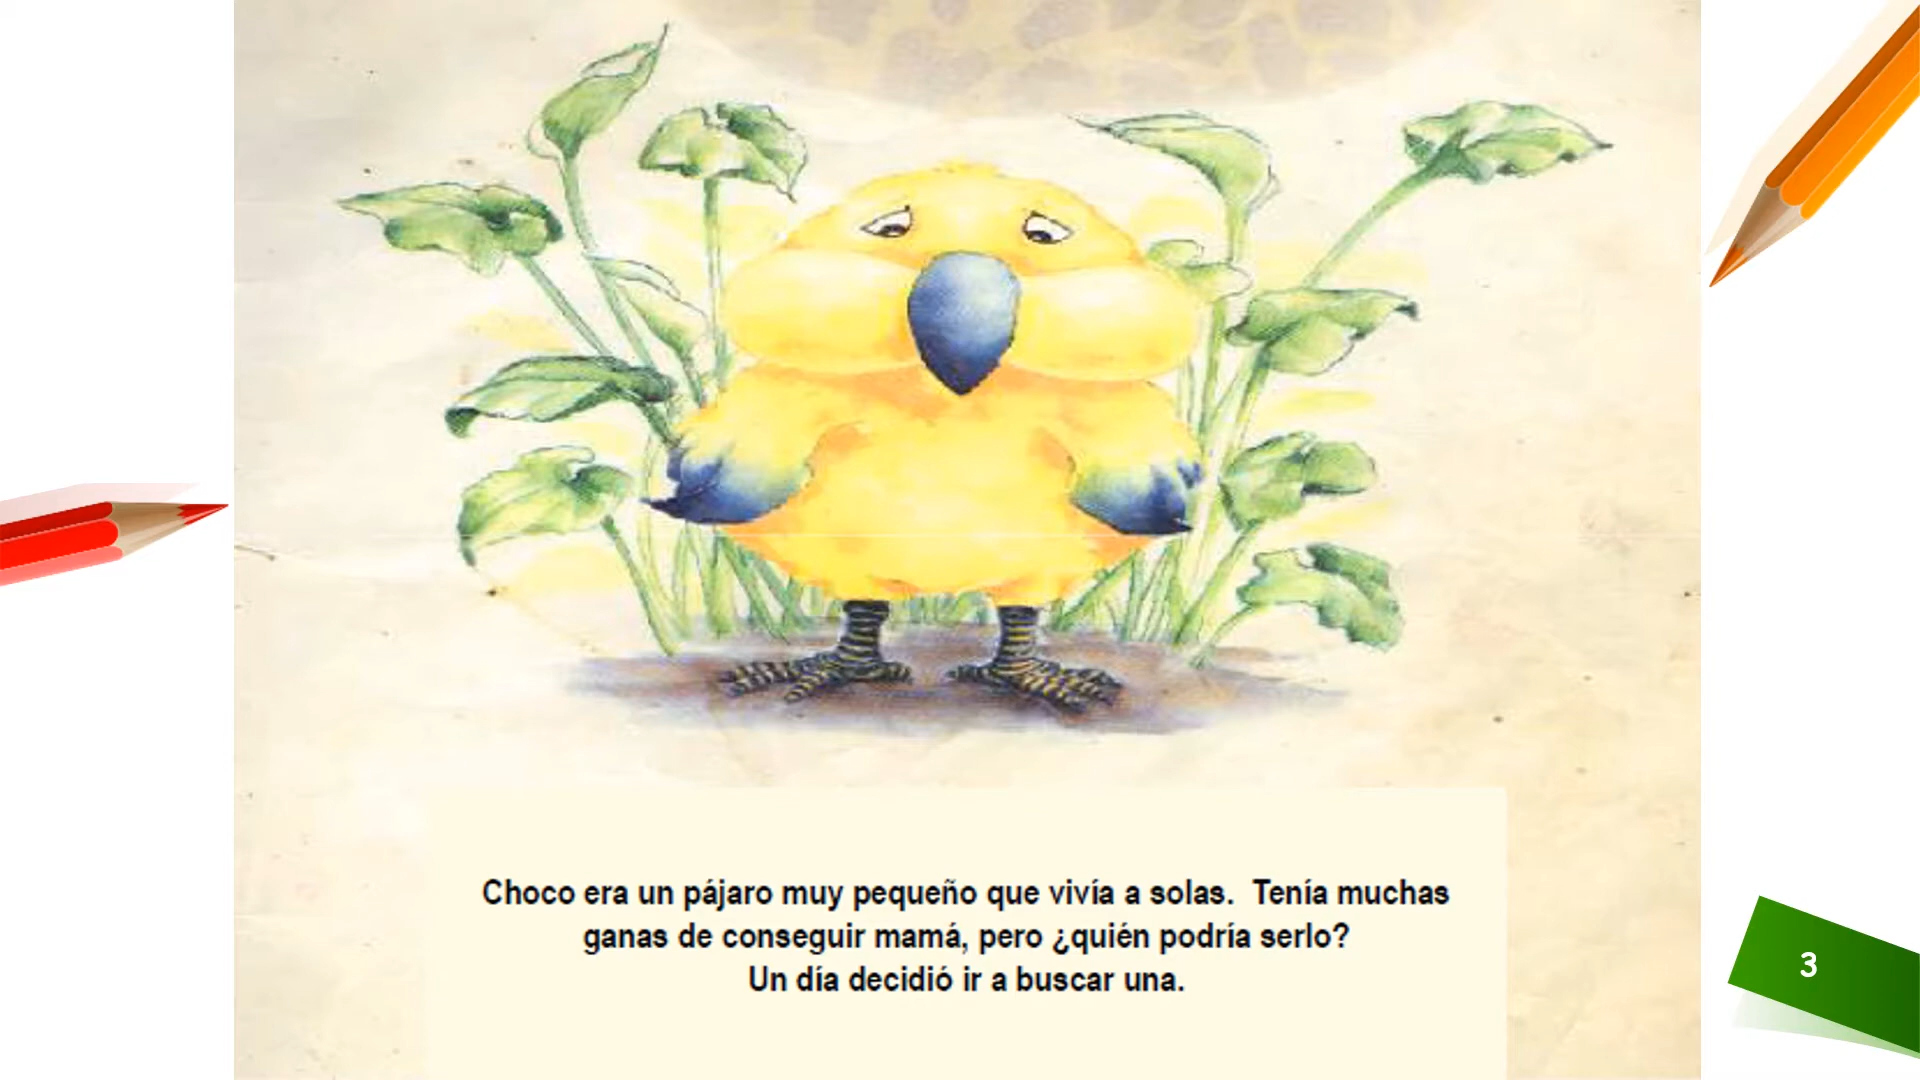 Choco era un pájaro muy pequeño que vivía a solas.  Tenía muchas
ganas de conseguir mamá, pero ¿quién podría serlo?
Un día decidió ir a buscar una.
3